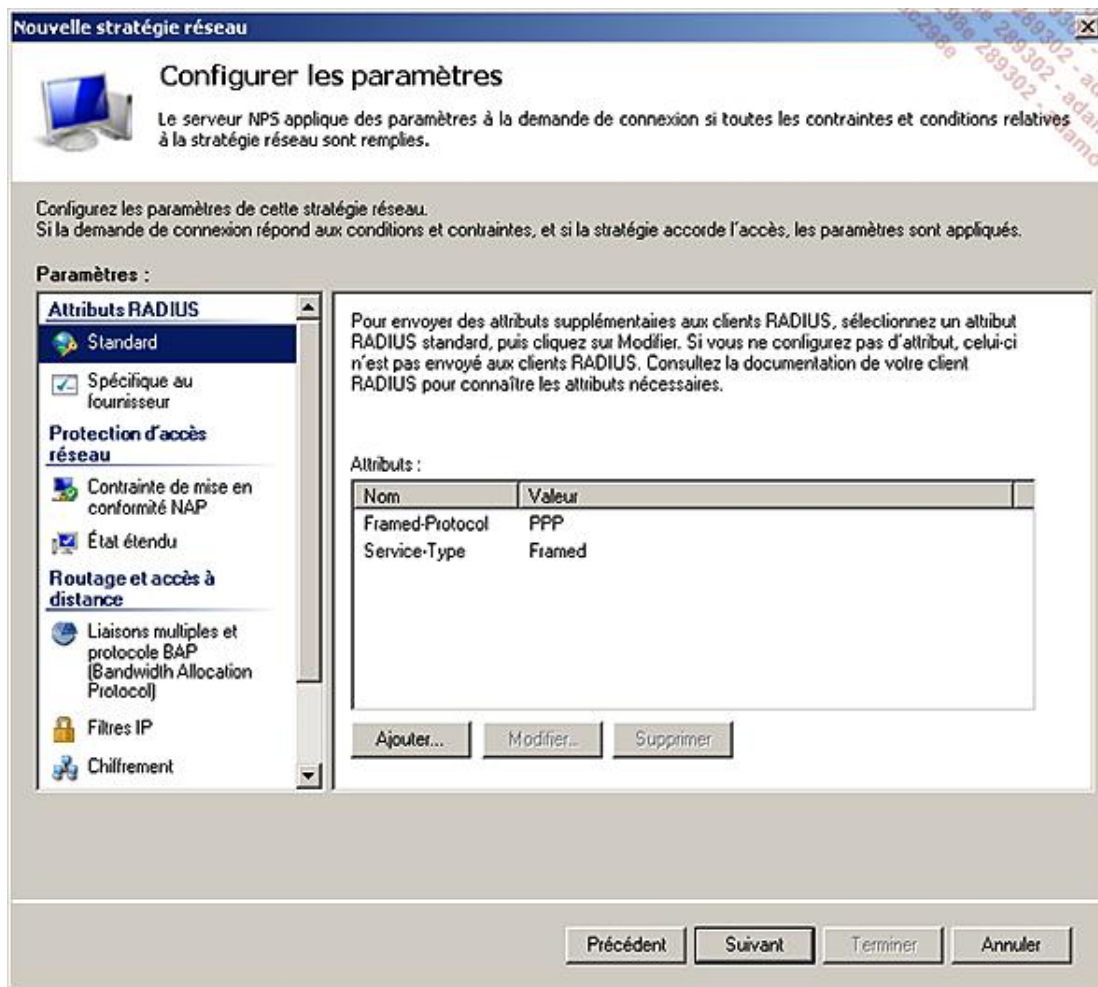 Nouvelle stratégie réseau
Configurer les paramètres
Le serveur NPS applique des paramètres à la demande de connexion si toutes les contraintes et conditions relatives
à la stratégie réseau sont remplies.
Configurez les paramètres de cette stratégie réseau.
Si la demande de connexion répond aux conditions et contraintes, et si la stratégie accorde l'accès, les paramètres sont appliqués.
Paramètres :
Attributs RADIUS
Standard
Spécifique au
fournisseur
Protection d'accès
réseau
Contrainte de mise en
conformité NAP
État étendu
Routage et accès à
distance
Liaisons multiples et
protocole BAP
(Bandwidth Allocation
Protocol)
Filtres IP
Chiffrement
Pour envoyer des attributs supplémentaires aux clients RADIUS, sélectionnez un attribut
RADIUS standard, puis cliquez sur Modifier. Si vous ne configurez pas d'attribut, celui-ci
n'est pas envoyé aux clients RADIUS. Consultez la documentation de votre client
RADIUS pour connaître les attributs nécessaires.
Attributs :
Nom Valeur
Framed-Protocol PPP
Service-Type Framed
Ajouter... Modifier... Supprimer
Précédent Suivant Terminer Annuler